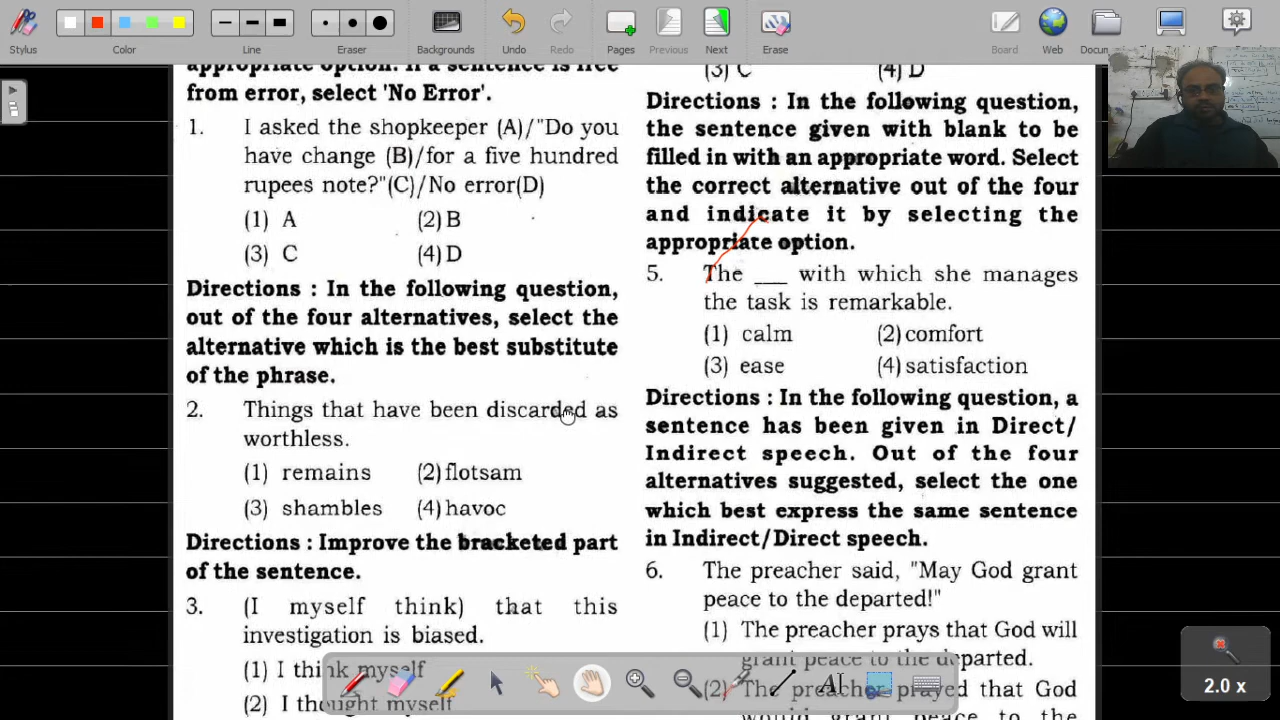 Stylus
Color
Line
Eraser
Backgrounds
Undo
Redo
Pages
Previous
Next
Erase
Board
Web
Docum
appropriate option. If a sentence is free
from error, select 'No Error'.
1. I asked the shopkeeper (A)/"Do you
have change (B)/for a five hundred
rupees note?"(C)/No error(D)
(1) A (2) B
(3) C (4) D
Directions : In the following question,
out of the four alternatives, select the
alternative which is the best substitute
of the phrase.
2. Things that have been discarded as
worthless.
(1) remains (2) flotsam
(3) shambles (4) havoc
Directions : Improve the bracketed part
of the sentence.
3. (I myself think) that this
investigation is biased.
(1) I think myself
(2) I thought myself
(3) C (4) D
Directions : In the following question,
the sentence given with blank to be
filled in with an appropriate word. Select
the correct alternative out of the four
and indicate it by selecting the
appropriate option.
5. The ___ with which she manages
the task is remarkable.
(1) calm (2) comfort
(3) ease (4) satisfaction
Directions : In the following question, a
sentence has been given in Direct/
Indirect speech. Out of the four
alternatives suggested, select the one
which best express the same sentence
in Indirect/Direct speech.
6. The preacher said, "May God grant
peace to the departed!"
(1) The preacher prays that God will
grant peace to the departed.
(2) The preacher prayed that God
would grant peace to the
2.0 x